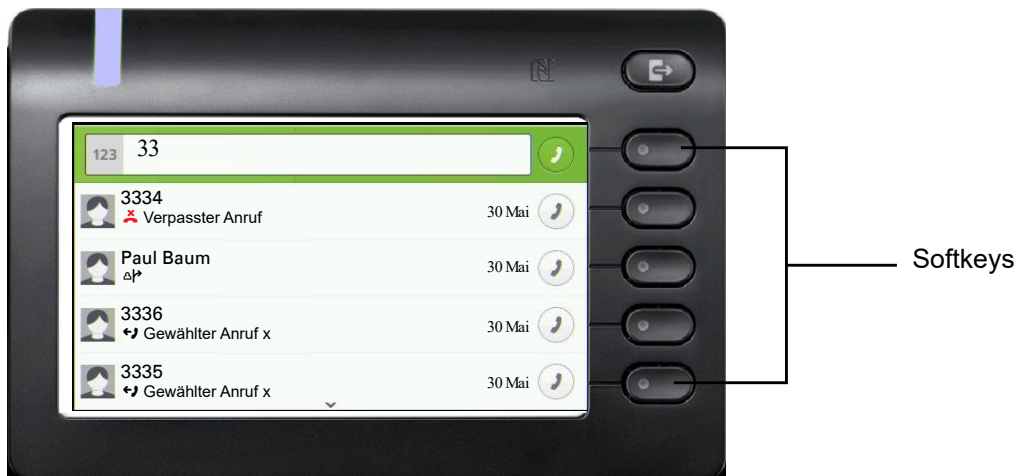 123 33
3334
Verpasster Anruf
30 Mai
Paul Baum
30 Mai
3336
Gewählter Anruf x
30 Mai
3335
Gewählter Anruf x
30 Mai
Softkeys